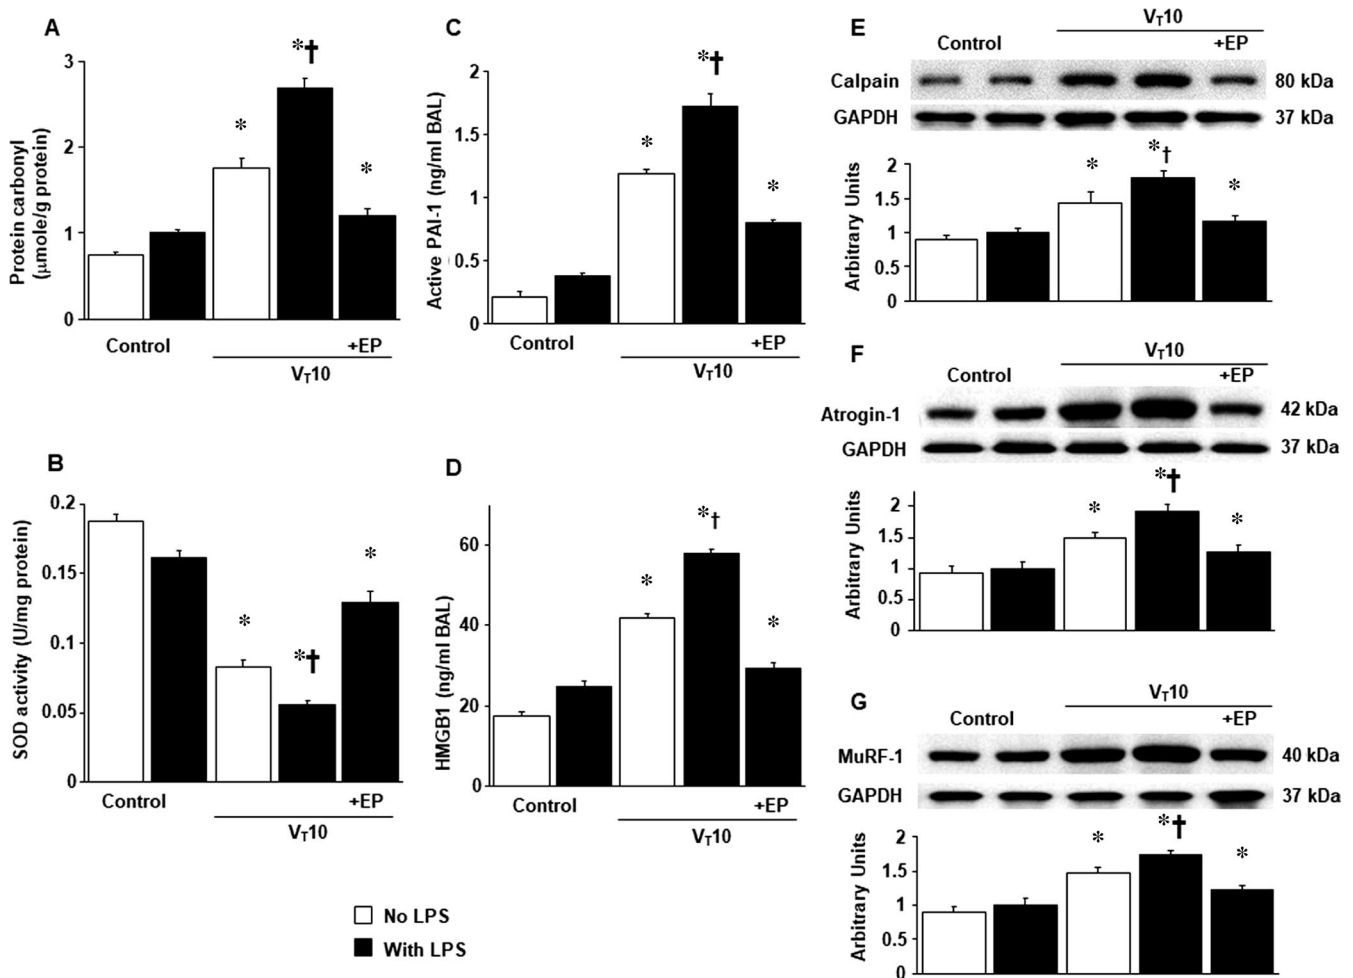 A
Protein carbonyl
(μmole/g protein)
3
2
1
0
*
*†
*
Control
+EP
VT10
B
SOD activity (U/mg protein)
0.2
0.15
0.1
0.05
0
*
*†
*
Control
+EP
VT10
C
Active PAI-1 (ng/ml BAL)
2
1.5
1
0.5
0
*
*†
*
Control
+EP
VT10
D
HMGB1 (ng/ml BAL)
60
40
20
0
*
*†
*
Control
+EP
VT10
No LPS
With LPS
E
VT10
Control
+EP
Calpain
80 kDa
GAPDH
37 kDa
Arbitrary Units
2
1.5
1
0.5
0
*
*†
*
F
VT10
Control
+EP
Atrogin-1
42 kDa
GAPDH
37 kDa
Arbitrary Units
2
1.5
1
0.5
0
*
*†
*
G
VT10
Control
+EP
MuRF-1
40 kDa
GAPDH
37 kDa
Arbitrary Units
2
1.5
1
0.5
0
*
*†
*